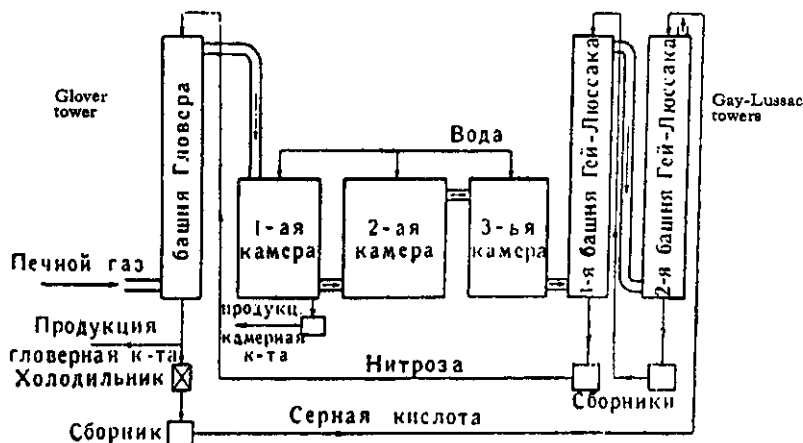 Glover
tower
башня Гловера
Вода
Gay-Lussac
towers
1-я башня Гей-Люссака
2-я башня Гей-Люссака
1-ая
камера
2-ая
камера
3-ья
камера
Печной газ
продукц.
камерная
к-та
Продукция
гловерная к-та
Холодильник
Нитроза
Сборники
Сборник
Серная кислота